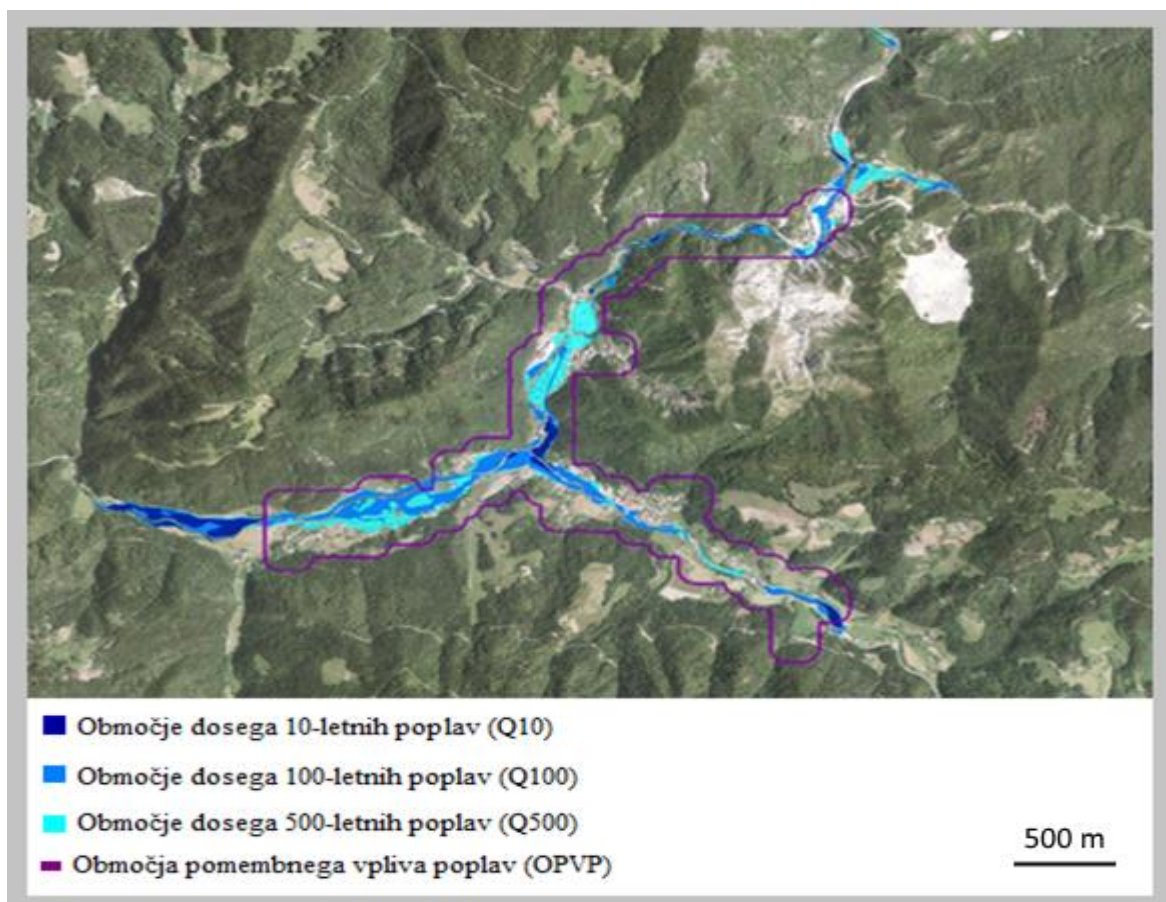 Območje dosega 10-letnih poplav (Q10)
Območje dosega 100-letnih poplav (Q100)
Območje dosega 500-letnih poplav (Q500)
Območja pomembnega vpliva poplav (OPVP)
500 m